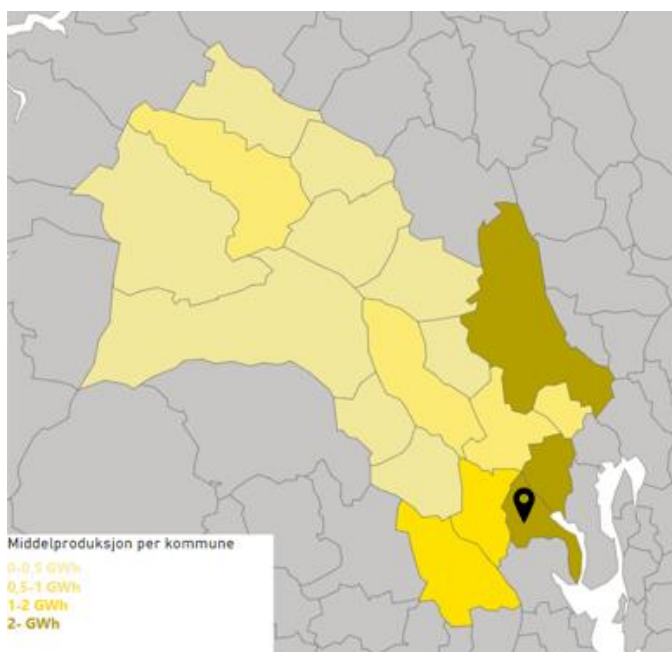 Middelproduksjon per kommune
0-0,5 GWh
0,5-1 GWh
1-2 GWh
2- GWh